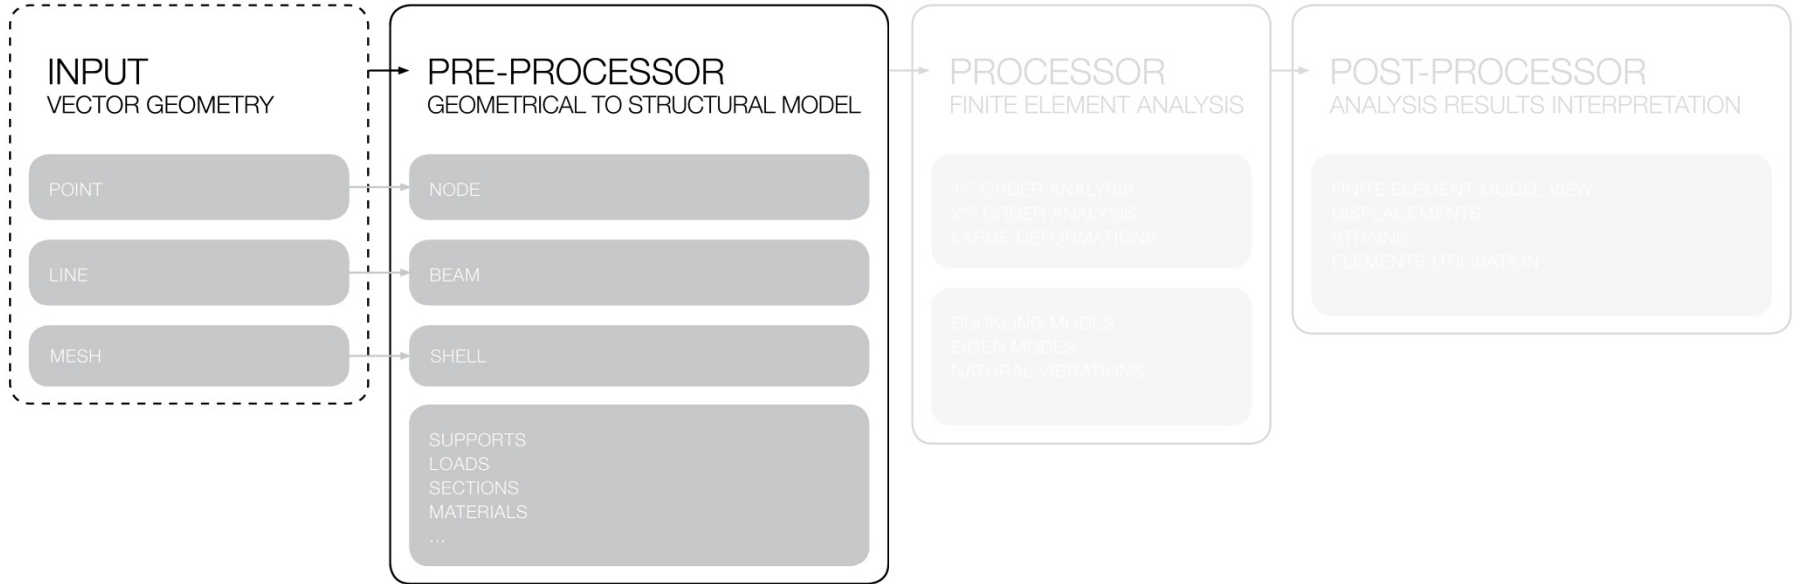 INPUT
VECTOR GEOMETRY
POINT
LINE
MESH
PRE-PROCESSOR
GEOMETRICAL TO STRUCTURAL MODEL
NODE
BEAM
SHELL
SUPPORTS
LOADS
SECTIONS
MATERIALS
...
PROCESSOR
FINITE ELEMENT ANALYSIS
1ST ORDER ANALYSIS
2ND ORDER ANALYSIS
LARGE DEFORMATIONS
BUCKLING MODES
EIGEN MODES
NATURAL VIBRATIONS
POST-PROCESSOR
ANALYSIS RESULTS INTERPRETATION
FINITE ELEMENT MODEL VIEW
DISPLACEMENTS
STRAINS
ELEMENTS UTILISATION